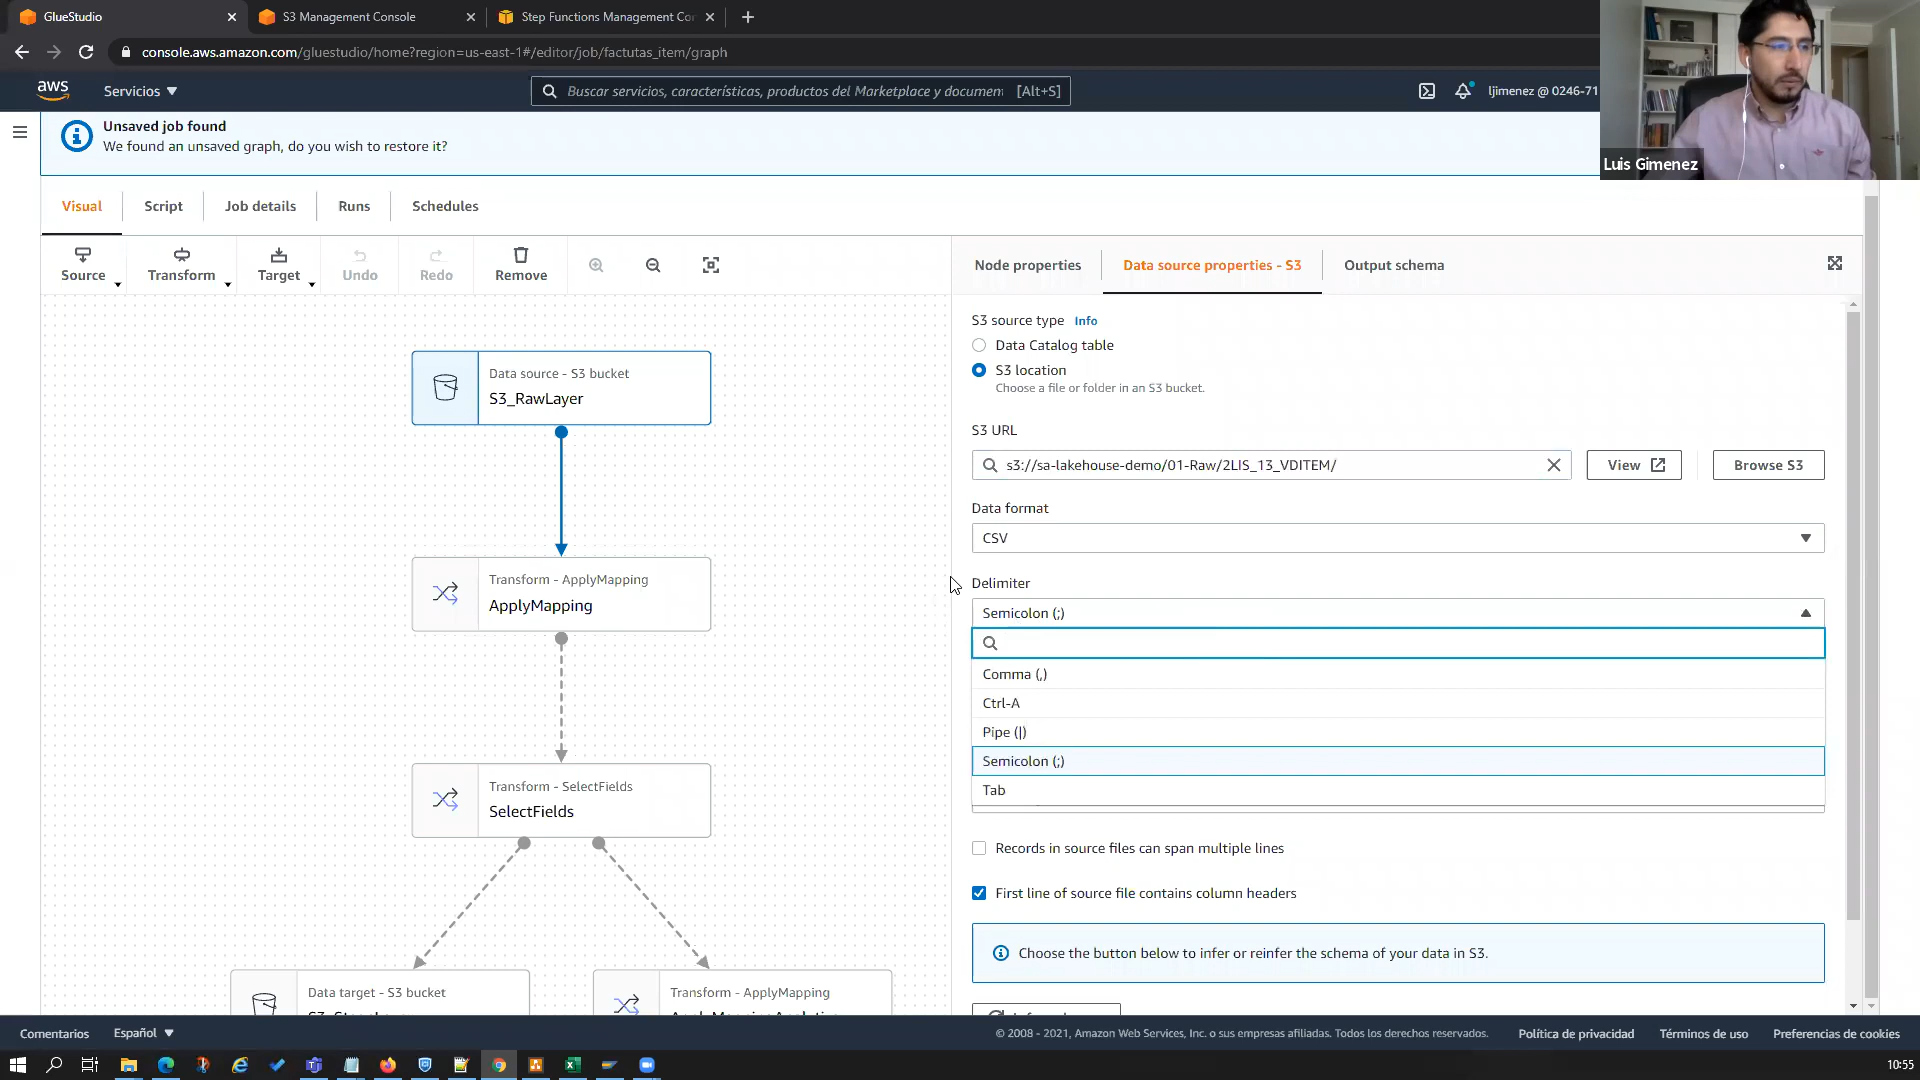 GlueStudio
S3 Management Console
Step Functions Management Co
console.aws.amazon.com/gluestudio/home?region=us-east-1#/editor/job/factutas_item/graph
aws
Servicios
Buscar servicios, características, productos del Marketplace y documen
[Alt+S]
ljimenez @ 0246-71
Luis Gimenez
Unsaved job found
We found an unsaved graph, do you wish to restore it?
Visual
Script
Job details
Runs
Schedules
Source
Transform
Target
Undo
Redo
Remove
Node properties
Data source properties - S3
Output schema
Data source - S3 bucket
S3_RawLayer
Transform - ApplyMapping
ApplyMapping
Transform - SelectFields
SelectFields
Data target - S3 bucket
Transform - ApplyMapping
S3 source type Info
Data Catalog table
S3 location
Choose a file or folder in an S3 bucket.
S3 URL
s3://sa-lakehouse-demo/01-Raw/2LIS_13_VDITEM/
View
Browse S3
Data format
CSV
Delimiter
Semicolon (;)
Comma (,)
Ctrl-A
Pipe (|)
Semicolon (;)
Tab
Records in source files can span multiple lines
First line of source file contains column headers
Choose the button below to infer or reinfer the schema of your data in S3.
Comentarios
Español
© 2008 - 2021, Amazon Web Services, Inc. o sus empresas afiliadas. Todos los derechos reservados.
Política de privacidad
Términos de uso
Preferencias de cookies
10:55